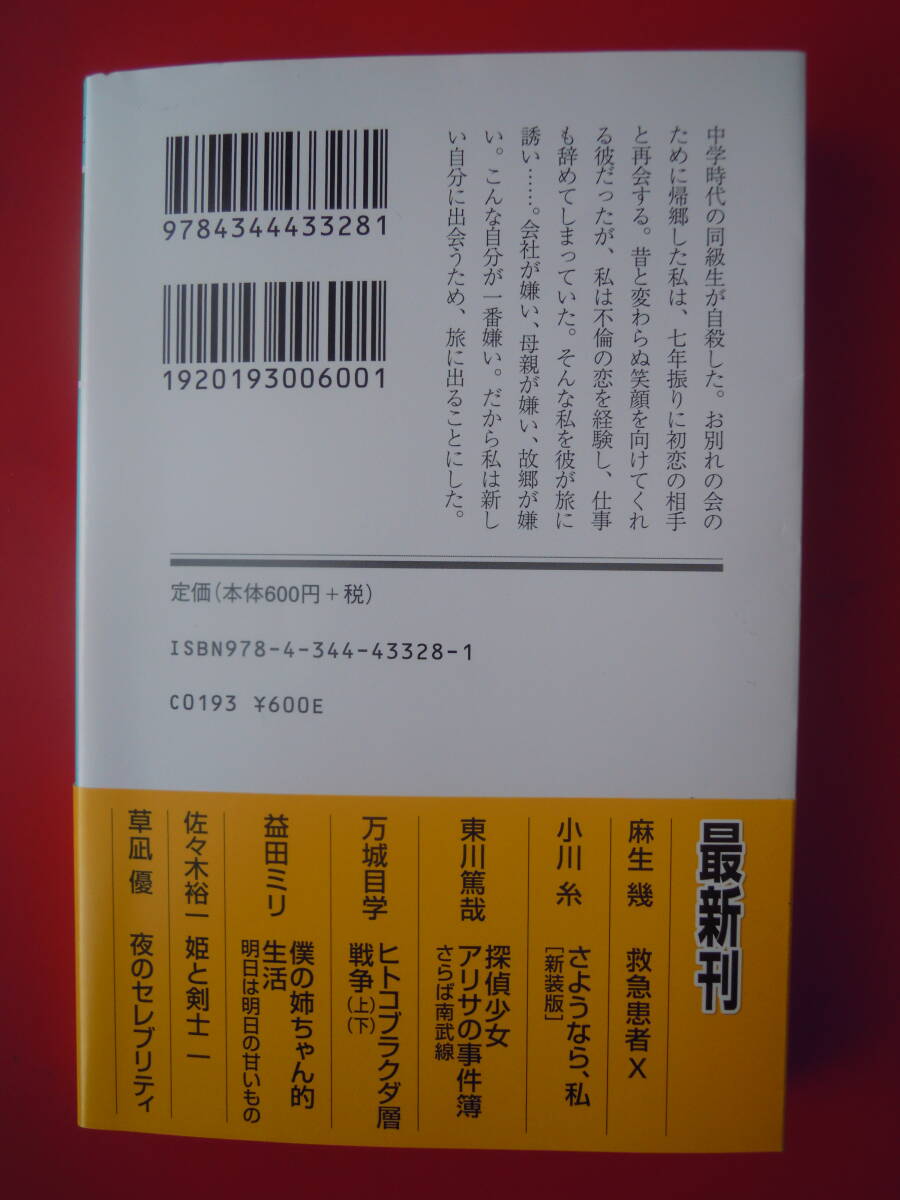 中学時代の同級生が自殺した。お別れの会の
ために帰郷した私は、七年振りに初恋の相手
と再会する。昔と変わらぬ笑顔を向けてくれ
る彼だったが、私は不倫の恋を経験し、仕事
も辞めてしまっていた。そんな私を彼が旅に
誘い……。会社が嫌い、母親が嫌い、故郷が嫌
い。こんな自分が一番嫌い。だから私は新し
い自分に出会うため、旅に出ることにした。
9784344433281
1920193006001
定価(本体600円+税)
ISBN978-4-344-43328-1
C0193 ¥600E
最新刊
麻生 幾 救急患者X
小川 糸 さようなら、私
[新装版]
東川篤哉 探偵少女
アリサの事件簿
さらば南武線
万城目学 ヒトコブラクダ層
戦争(上)(下)
益田ミリ 僕の姉ちゃん的
生活
明日は明日の甘いもの
佐々木裕一 姫と剣士 一
草凪 優 夜のセレブリティ